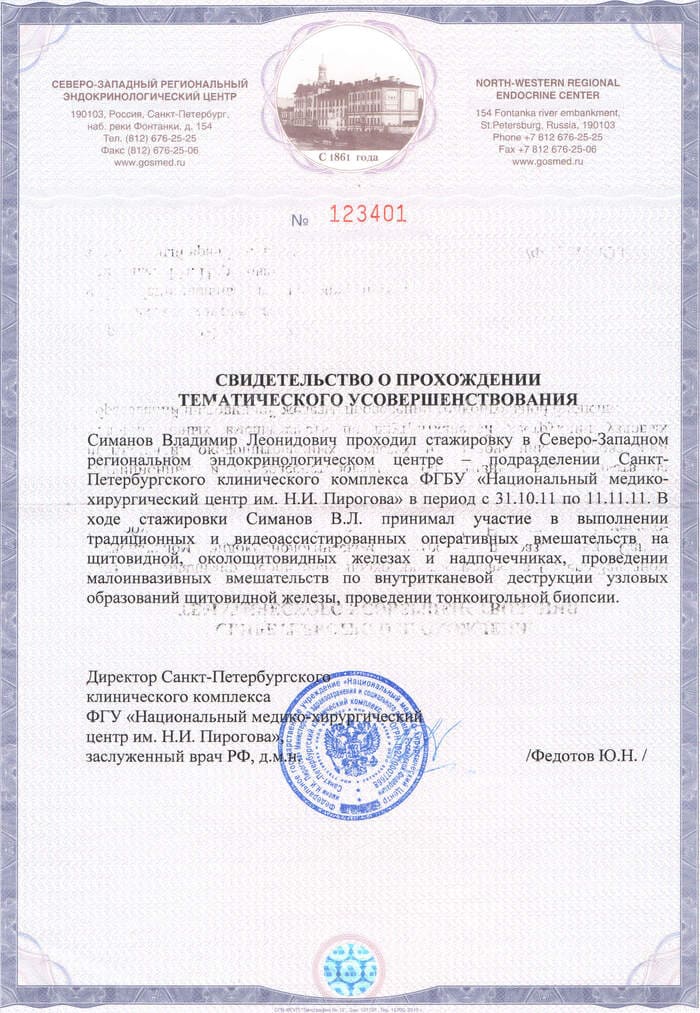 СЕВЕРО-ЗАПАДНЫЙ РЕГИОНАЛЬНЫЙ
ЭНДОКРИНОЛОГИЧЕСКИЙ ЦЕНТР
190103, Россия, Санкт-Петербург,
наб. реки Фонтанки, д. 154
Тел. (812) 676-25-25
Факс (812) 676-25-06
www.gosmed.ru
С 1861 года
NORTH-WESTERN REGIONAL
ENDOCRINE CENTER
154 Fontanka river embankment,
St.Petersburg, Russia, 190103
Phone +7 812 676-25-25
Fax +7 812 676-25-06
www.gosmed.ru
№ 123401
СВИДЕТЕЛЬСТВО О ПРОХОЖДЕНИИ
ТЕМАТИЧЕСКОГО УСОВЕРШЕНСТВОВАНИЯ
Симанов Владимир Леонидович проходил стажировку в Северо-Западном
региональном эндокринологическом центре – подразделении Санкт-
Петербургского клинического комплекса ФГБУ «Национальный медико-
хирургический центр им. Н.И. Пирогова» в период с 31.10.11 по 11.11.11. В
ходе стажировки Симанов В.Л. принимал участие в выполнении
традиционных и видеоассистированных оперативных вмешательств на
щитовидной, околощитовидных железах и надпочечниках, проведении
малоинвазивных вмешательств по внутритканевой деструкции узловых
образований щитовидной железы, проведении тонкоигольной биопсии.
Директор Санкт-Петербургского
клинического комплекса
ФГУ «Национальный медико-хирургический
центр им. Н.И. Пирогова»,
заслуженный врач РФ, д.м.н.
/Федотов Ю.Н. /